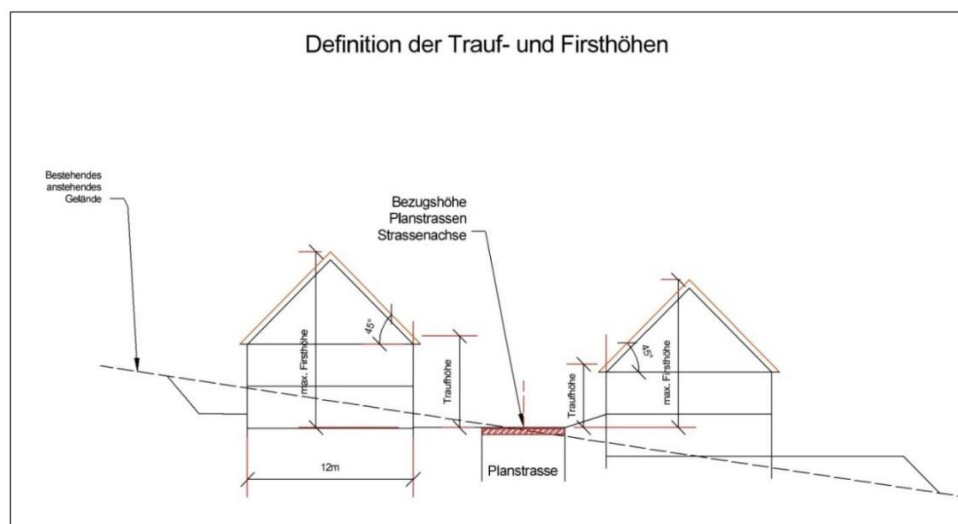 Definition der Trauf- und Firsthöhen
Bestehendes
anstehendes
Gelände
Bezugshöhe
Planstrassen
Strassenachse
45°
max. Firsthöhe
Traufhöhe
12m
Planstrasse
Traufhöhe
45°
max. Firsthöhe